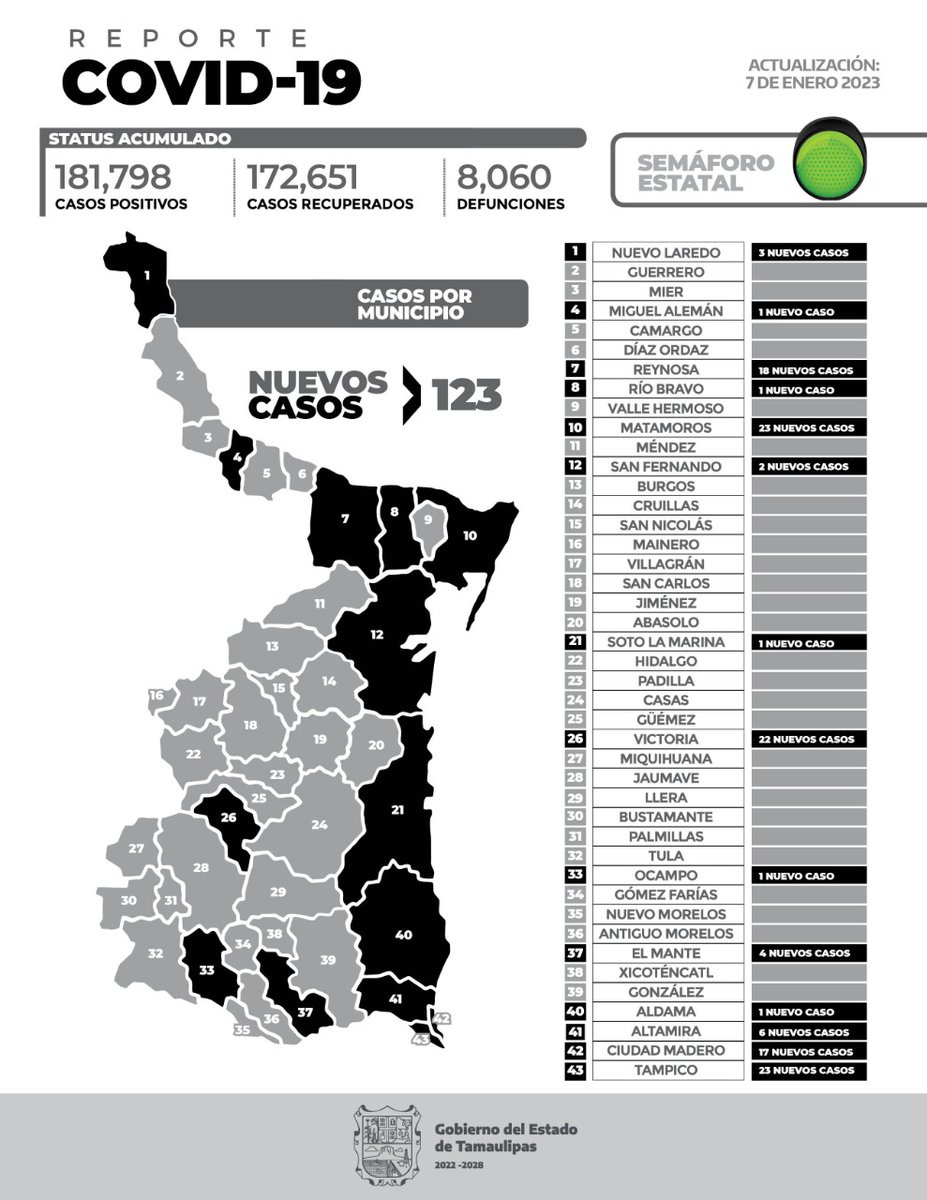 REPORTE
COVID-19
ACTUALIZACIÓN:
7 DE ENERO 2023
STATUS ACUMULADO
181,798
CASOS POSITIVOS
172,651
CASOS RECUPERADOS
8,060
DEFUNCIONES
SEMÁFORO
ESTATAL
CASOS POR
MUNICIPIO
NUEVOS
CASOS
123
1
2
3
4
5
6
7
8
9
10
11
12
13
14
15
16
17
18
19
20
21
22
23
24
25
26
27
28
29
30
31
32
33
34
35
36
37
38
39
40
41
42
43
1 NUEVO LAREDO 3 NUEVOS CASOS
2 GUERRERO
3 MIER
4 MIGUEL ALEMÁN 1 NUEVO CASO
5 CAMARGO
6 DÍAZ ORDAZ
7 REYNOSA 18 NUEVOS CASOS
8 RÍO BRAVO 1 NUEVO CASO
9 VALLE HERMOSO
10 MATAMOROS 23 NUEVOS CASOS
11 MÉNDEZ
12 SAN FERNANDO 2 NUEVOS CASOS
13 BURGOS
14 CRUILLAS
15 SAN NICOLÁS
16 MAINERO
17 VILLAGRÁN
18 SAN CARLOS
19 JIMÉNEZ
20 ABASOLO
21 SOTO LA MARINA 1 NUEVO CASO
22 HIDALGO
23 PADILLA
24 CASAS
25 GÜÉMEZ
26 VICTORIA 22 NUEVOS CASOS
27 MIQUIHUANA
28 JAUMAVE
29 LLERA
30 BUSTAMANTE
31 PALMILLAS
32 TULA
33 OCAMPO 1 NUEVO CASO
34 GÓMEZ FARÍAS
35 NUEVO MORELOS
36 ANTIGUO MORELOS
37 EL MANTE 4 NUEVOS CASOS
38 XICOTÉNCATL
39 GONZÁLEZ
40 ALDAMA 1 NUEVO CASO
41 ALTAMIRA 6 NUEVOS CASOS
42 CIUDAD MADERO 17 NUEVOS CASOS
43 TAMPICO 23 NUEVOS CASOS
Gobierno del Estado
de Tamaulipas
2022 -2028